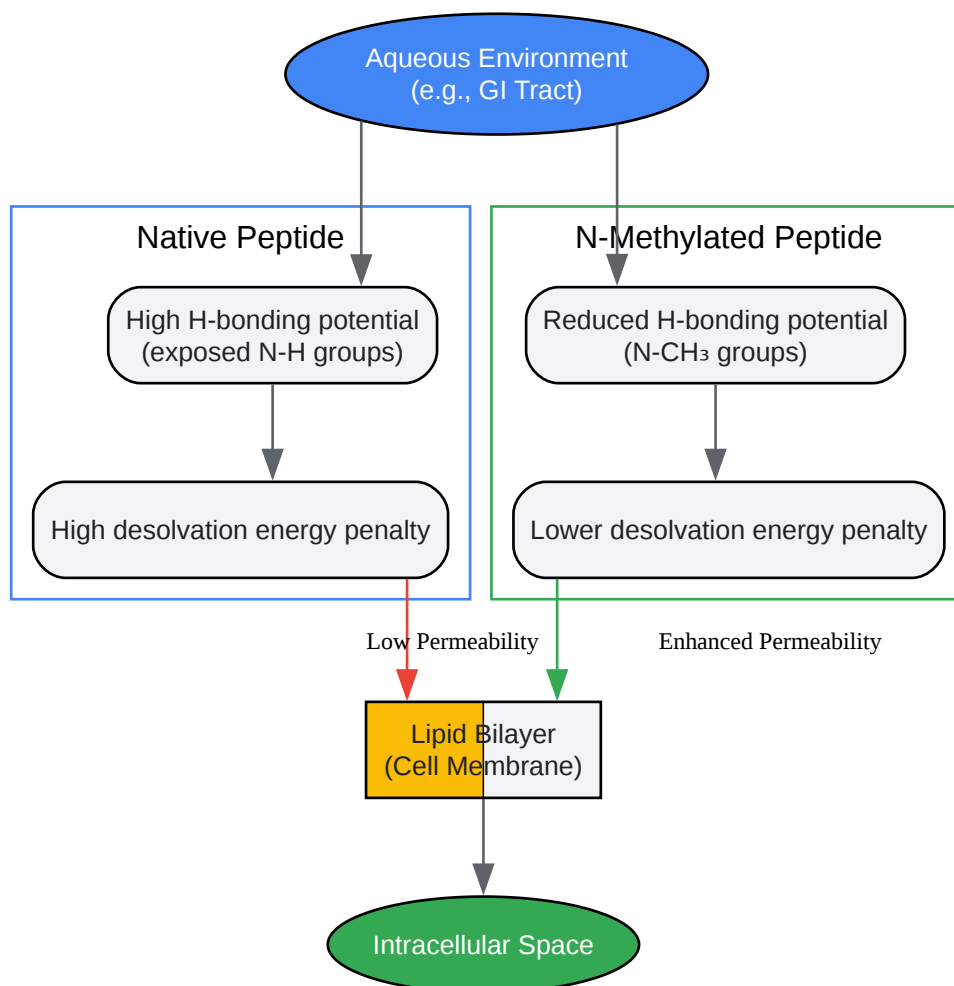 Aqueous Environment
(e.g., GI Tract)
Native Peptide
N-Methylated Peptide
High H-bonding potential
(exposed N-H groups)
Reduced H-bonding potential
(N-CH₃ groups)
High desolvation energy penalty
Lower desolvation energy penalty
Low Permeability
Enhanced Permeability
Lipid Bilayer
(Cell Membrane)
Intracellular Space